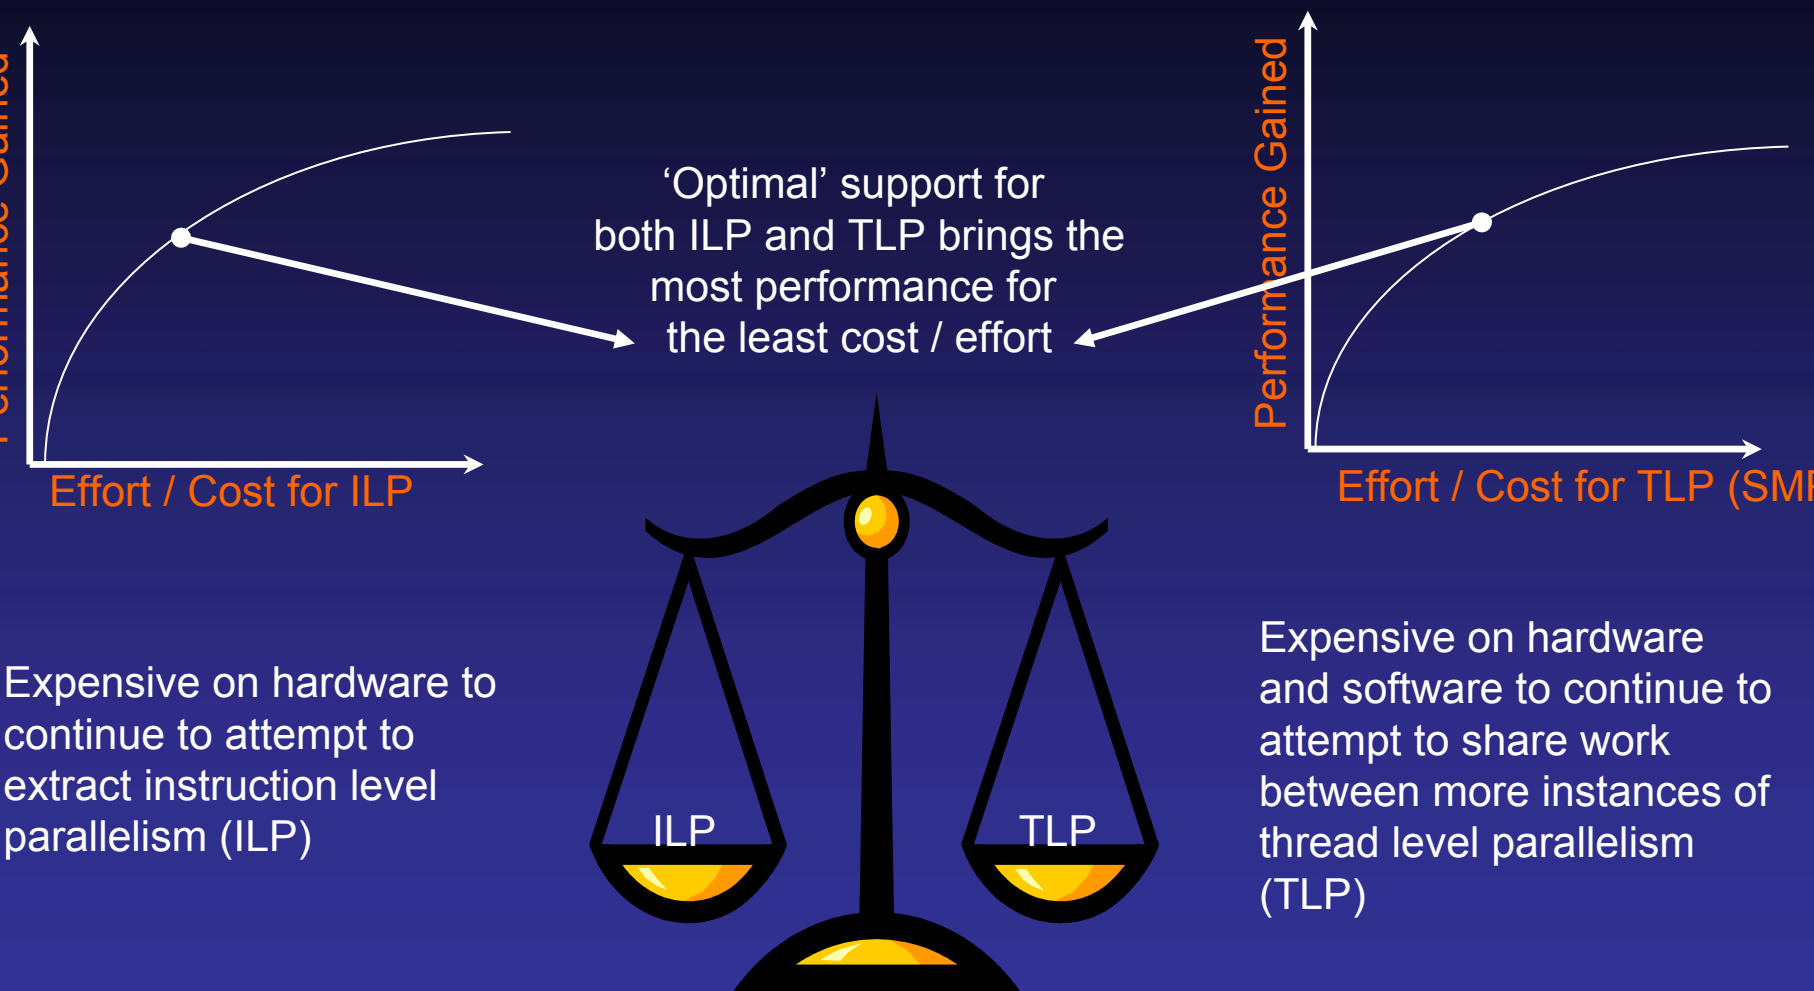 Performance Gained
Effort / Cost for ILP
‘Optimal’ support for
both ILP and TLP brings the
most performance for
the least cost / effort
Performance Gained
Effort / Cost for TLP (SMP
Expensive on hardware to
continue to attempt to
extract instruction level
parallelism (ILP)
ILP
TLP
Expensive on hardware
and software to continue to
attempt to share work
between more instances of
thread level parallelism
(TLP)